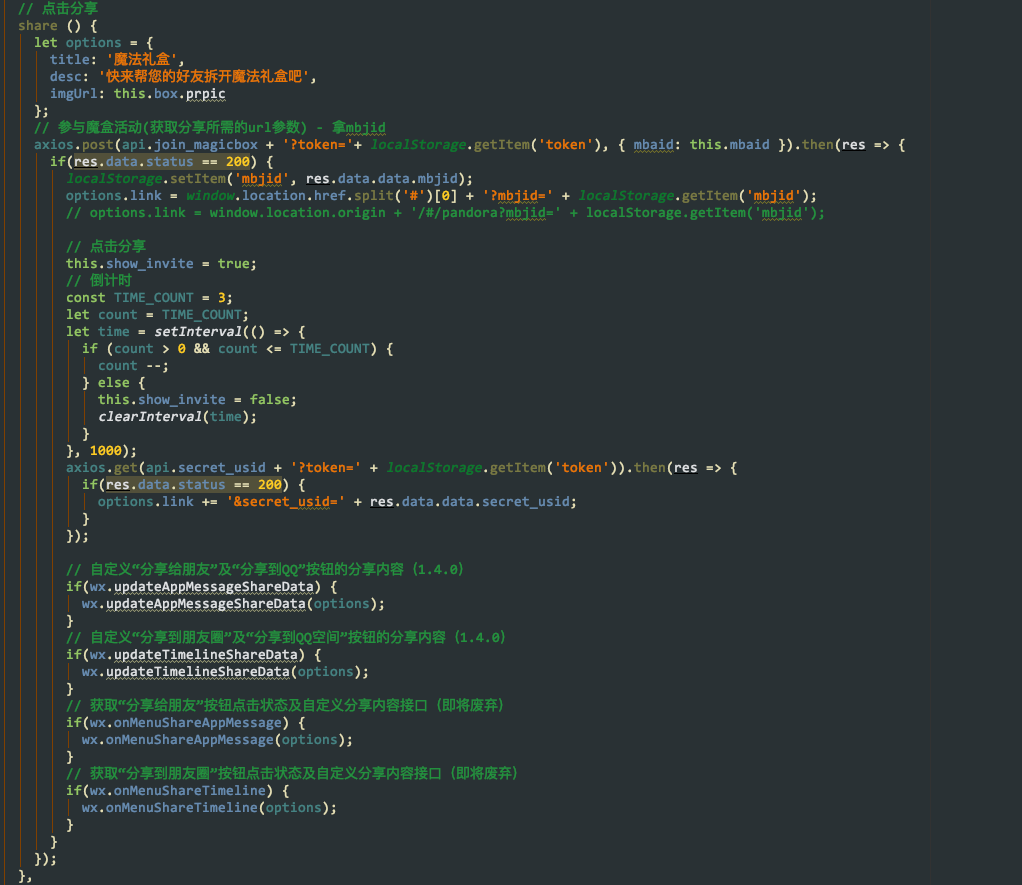 // 点击分享
share () {
let options = {
title: '魔法礼盒',
desc: '快来帮您的好友拆开魔法礼盒吧',
imgUrl: this.box.prpic
};
// 参与魔盒活动(获取分享所需的url参数) - 拿mbjid
axios.post(api.join_magicbox + '?token='+ localStorage.getItem('token'), { mbaid: this.mbaid }).then(res => {
if(res.data.status == 200) {
localStorage.setItem('mbjid', res.data.data.mbjid);
options.link = window.location.href.split('#')[0] + '?mbjid=' + localStorage.getItem('mbjid');
// options.link = window.location.origin + '/#/pandora?mbjid=' + localStorage.getItem('mbjid');
// 点击分享
this.show_invite = true;
// 倒计时
const TIME_COUNT = 3;
let count = TIME_COUNT;
let time = setInterval(() => {
if (count > 0 && count <= TIME_COUNT) {
count --;
} else {
this.show_invite = false;
clearInterval(time);
}
}, 1000);
axios.get(api.secret_usid + '?token=' + localStorage.getItem('token')).then(res => {
if(res.data.status == 200) {
options.link += '&secret_usid=' + res.data.data.secret_usid;
}
});
// 自定义“分享给朋友”及“分享到QQ”按钮的分享内容（1.4.0）
if(wx.updateAppMessageShareData) {
wx.updateAppMessageShareData(options);
}
// 自定义“分享到朋友圈”及“分享到QQ空间”按钮的分享内容（1.4.0）
if(wx.updateTimelineShareData) {
wx.updateTimelineShareData(options);
}
// 获取“分享给朋友”按钮点击状态及自定义分享内容接口（即将废弃）
if(wx.onMenuShareAppMessage) {
wx.onMenuShareAppMessage(options);
}
// 获取“分享到朋友圈”按钮点击状态及自定义分享内容接口（即将废弃）
if(wx.onMenuShareTimeline) {
wx.onMenuShareTimeline(options);
}
}
});
},